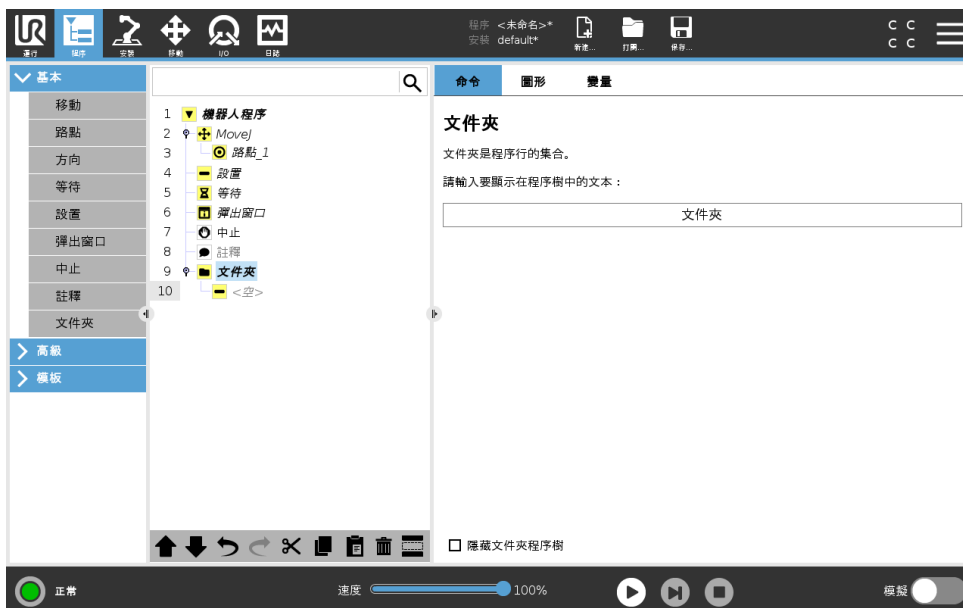 程序 <未命名>*
安裝 default*
C C
C C
運行
程序
安裝
移動
I/O
日誌
新建...
打開...
保存...
基本
移動
路點
方向
等待
設置
彈出窗口
中止
註釋
文件夾
高級
模板
1 機器人程序
2 MoveJ
3 路點_1
4 設置
5 等待
6 彈出窗口
7 中止
8 註釋
9 文件夾
10 <空>
命令 圖形 變量
文件夾
文件夾是程序行的集合。
請輸入要顯示在程序樹中的文本：
文件夾
隱藏文件夾程序樹
正常
速度 100%
模擬